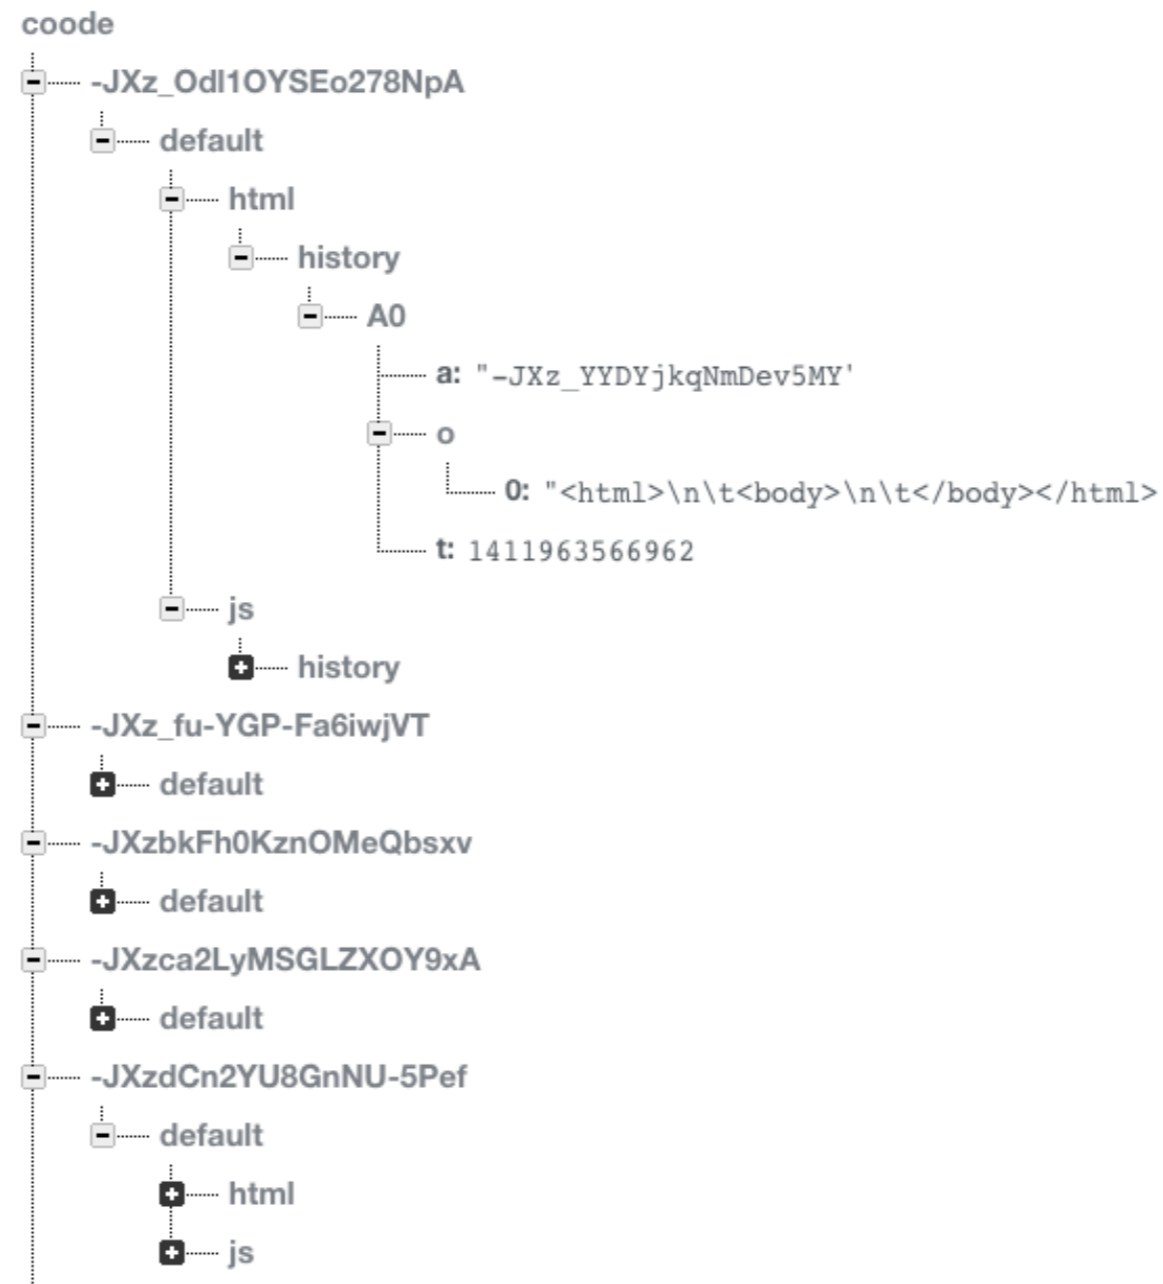 coode
-JXz_Odl1OYSEo278NpA
default
html
history
A0
a: "-JXz_YYDYjkqNmDev5MY'
o
0: "<html>\n\t<body>\n\t</body></html>
t: 1411963566962
js
history
-JXz_fu-YGP-Fa6iwjVT
default
-JXzbkFh0KznOMeQbsxv
default
-JXzca2LyMSGLZXOY9xA
default
-JXzdCn2YU8GnNU-5Pef
default
html
js